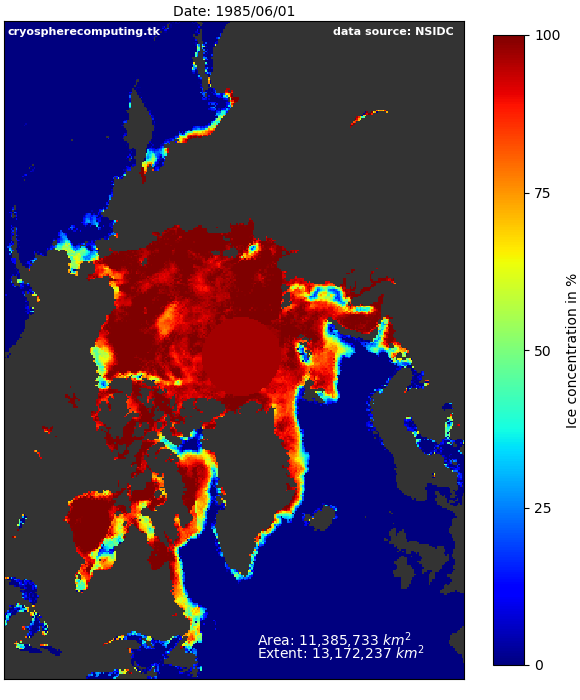 Date: 1985/06/01
cryospherecomputing.tk data source: NSIDC
100
75
50
25
0
Ice concentration in %
Area: 11,385,733 km²
Extent: 13,172,237 km²